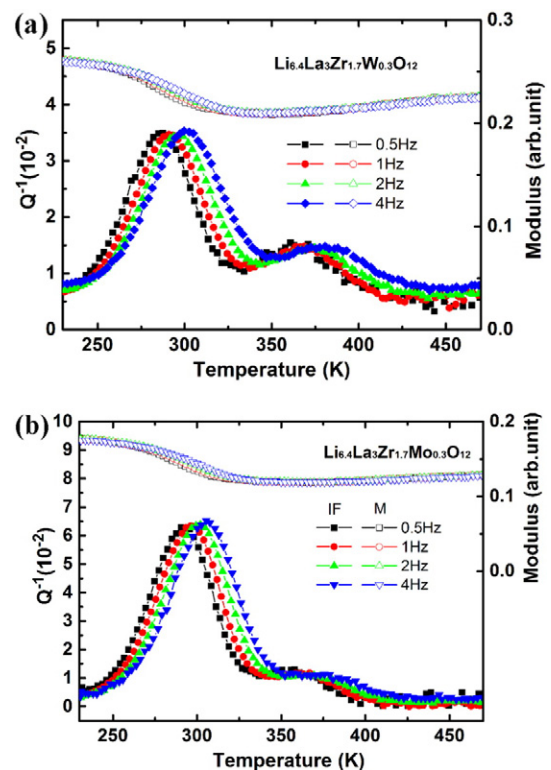 (a)
Li6.4La3Zr1.7W0.3O12
0.5Hz
1Hz
2Hz
4Hz
Q-1(10-2)
Modulus (arb.unit)
5
4
3
2
1
0
0.3
0.2
0.1
0.0
250 300 350 400 450
Temperature (K)
(b)
Li6.4La3Zr1.7Mo0.3O12
IF M
0.5Hz
1Hz
2Hz
4Hz
Q-1(10-2)
Modulus (arb.unit)
10
9
8
7
6
5
4
3
2
1
0
0.2
0.1
0.0
250 300 350 400 450
Temperature (K)